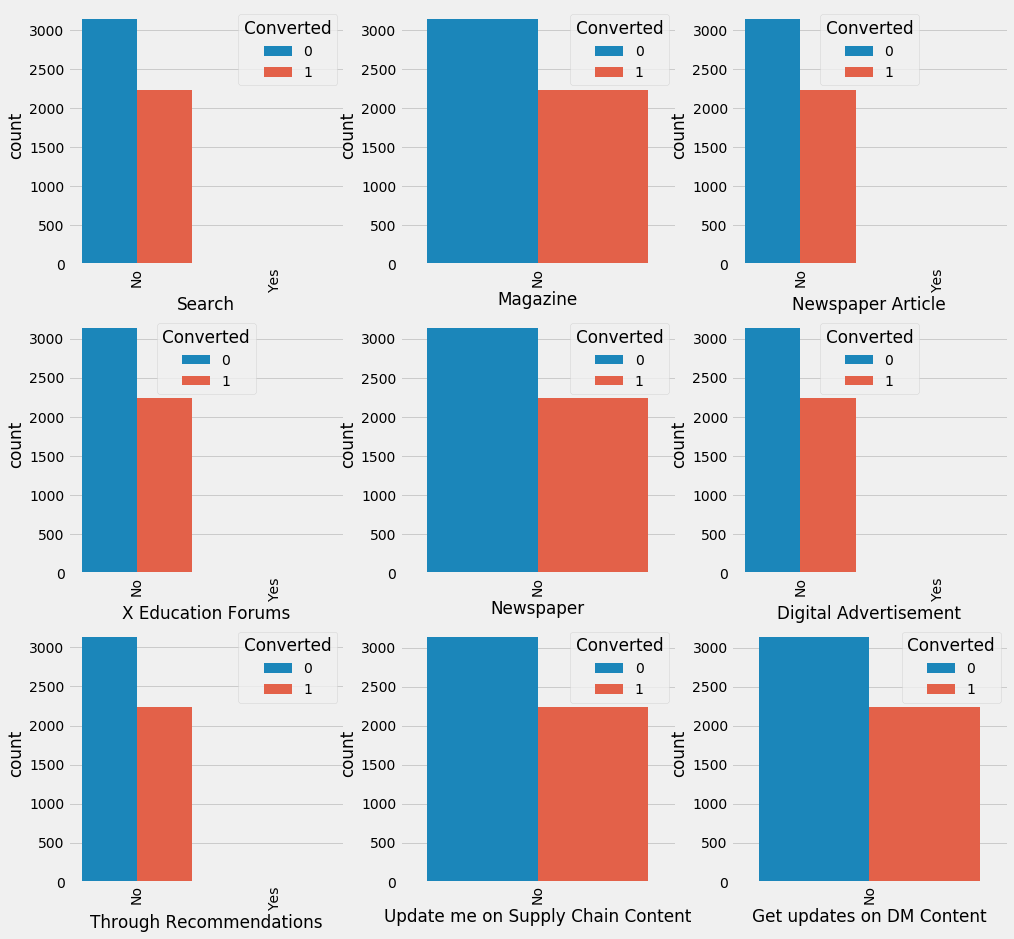 Converted
0
1
3000
2500
2000
1500
1000
500
0
count
No
Yes
Search
Converted
0
1
3000
2500
2000
1500
1000
500
0
count
No
Magazine
Converted
0
1
3000
2500
2000
1500
1000
500
0
count
No
Yes
Newspaper Article
Converted
0
1
3000
2500
2000
1500
1000
500
0
count
No
Yes
X Education Forums
Converted
0
1
3000
2500
2000
1500
1000
500
0
count
No
Newspaper
Converted
0
1
3000
2500
2000
1500
1000
500
0
count
No
Yes
Digital Advertisement
Converted
0
1
3000
2500
2000
1500
1000
500
0
count
No
Yes
Through Recommendations
Converted
0
1
3000
2500
2000
1500
1000
500
0
count
No
Update me on Supply Chain Content
Converted
0
1
3000
2500
2000
1500
1000
500
0
count
No
Get updates on DM Content